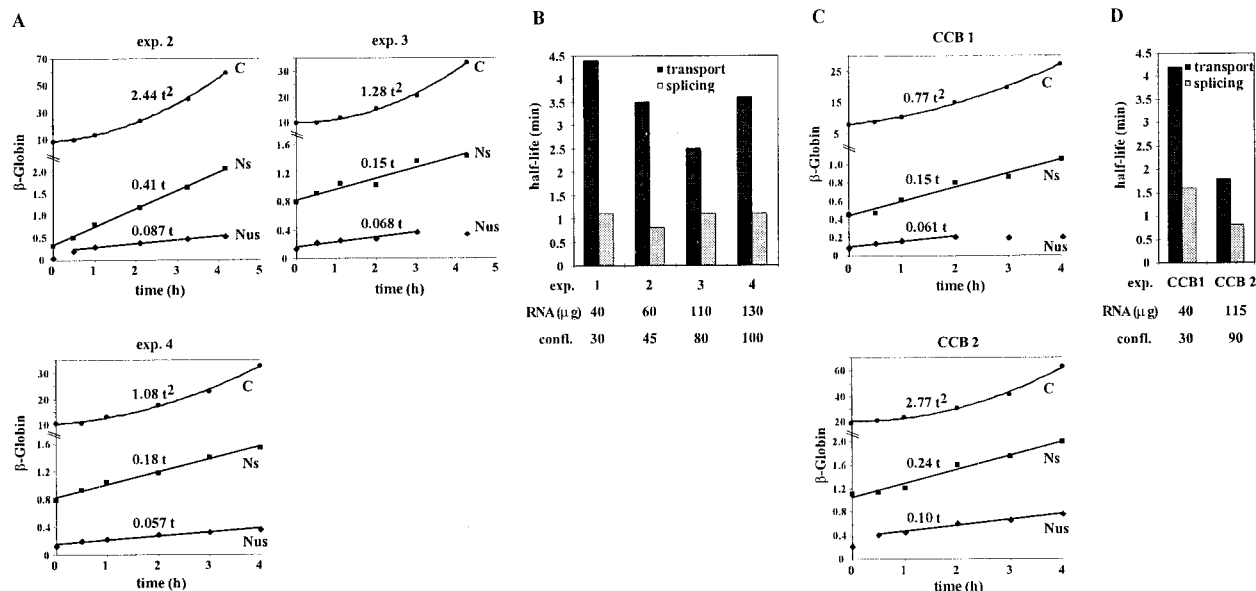 A
exp. 2
β-Globin
70
50
30
10
2.0
1.5
1.0
0.5
0
2.44 t2
C
0.41 t
Ns
0.087 t
Nus
0 1 2 3 4 5
time (h)
exp. 3
30
20
10
1.6
1.2
0.8
0.4
0
1.28 t2
C
0.15 t
Ns
0.068 t
Nus
0 1 2 3 4 5
time (h)
exp. 4
β-Globin
30
20
10
1.6
1.2
0.8
0.4
0
1.08 t2
C
0.18 t
Ns
0.057 t
Nus
0 1 2 3 4
time (h)
B
half-life (min)
4.5
4
3.5
3
2.5
2
1.5
1
0.5
0
transport
splicing
exp. 1 2 3 4
RNA (µ g) 40 60 110 130
confl. 30 45 80 100
C
CCB 1
β-Globin
25
15
5
1.0
0.8
0.6
0.4
0.2
0
0.77 t2
C
0.15 t
Ns
0.061 t
Nus
0 1 2 3 4
time (h)
CCB 2
β-Globin
60
40
20
2.0
1.6
1.2
0.8
0.4
0
2.77 t2
C
0.24 t
Ns
0.10 t
Nus
0 1 2 3 4
time (h)
D
half-life (min)
4.5
4
3.5
3
2.5
2
1.5
1
0.5
0
transport
splicing
exp. CCB1 CCB 2
RNA (µ g) 40 115
confl. 30 90